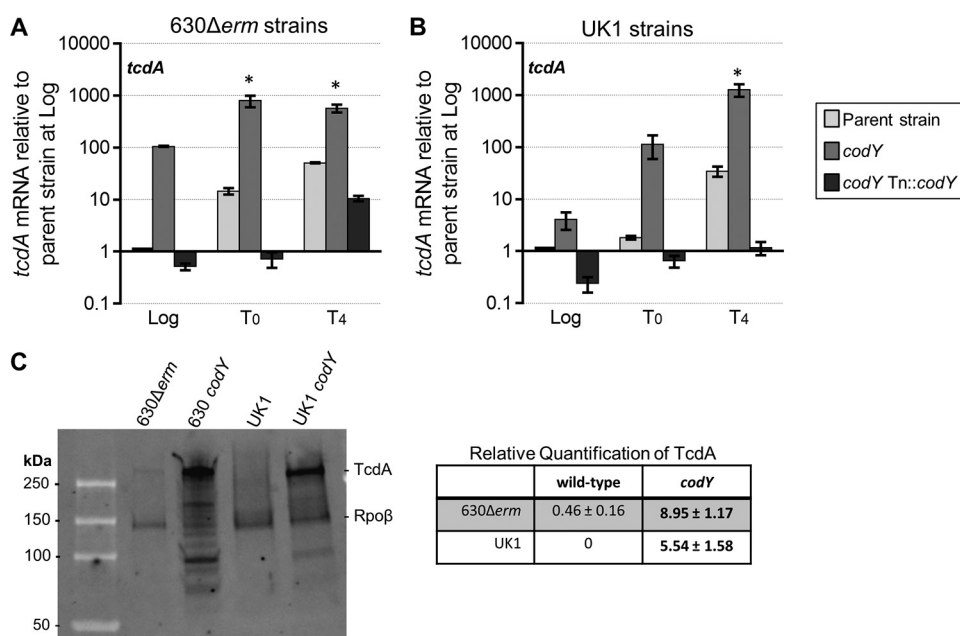 A
630Δerm strains
tcdA
tcdA mRNA relative to
parent strain at Log
10000
1000
100
10
1
0.1
*
*
Log
T0
T4
B
UK1 strains
tcdA
tcdA mRNA relative to
parent strain at Log
10000
1000
100
10
1
0.1
*
Log
T0
T4
Parent strain
codY
codY Tn::codY
C
630Δerm
630 codY
UK1
UK1 codY
kDa
250
150
100
50
TcdA
Rpoβ
Relative Quantification of TcdA
wild-type codY
630Δerm 0.46 ± 0.16 8.95 ± 1.17
UK1 0 5.54 ± 1.58